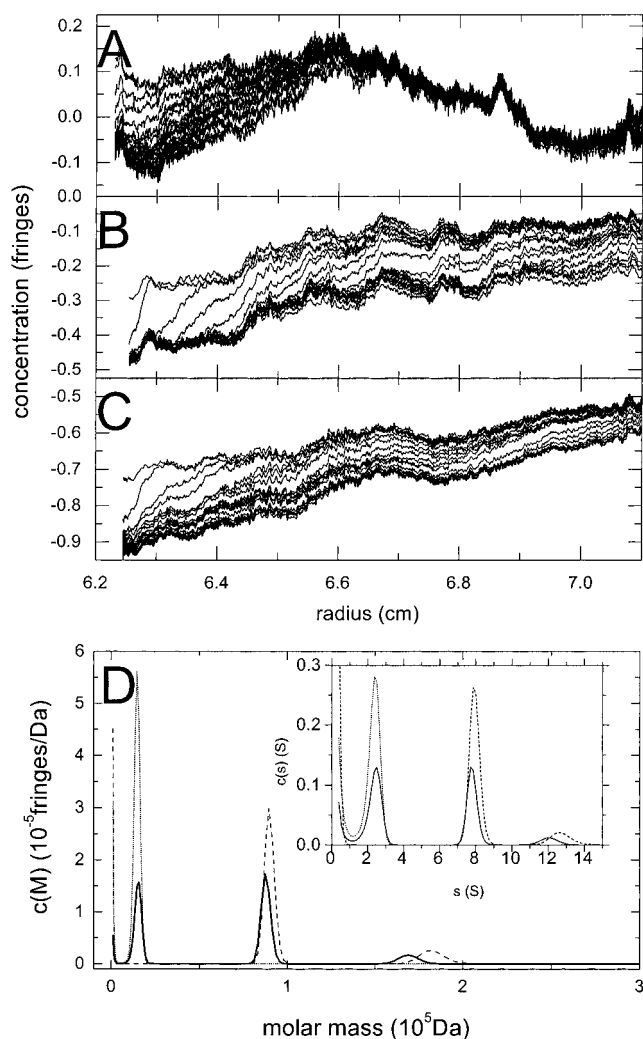 A
0.2
0.1
0.0
-0.1
0.0
B
-0.1
-0.2
-0.3
-0.4
-0.5
C
-0.5
-0.6
-0.7
-0.8
-0.9
concentration (fringes)
6.2 6.4 6.6 6.8 7.0
radius (cm)
D
6
5
4
3
2
1
0
c(M) (10-5fringes/Da)
0 1 2 3
molar mass (105Da)
0.3
0.2
0.1
0.0
c(s) (S)
0 2 4 6 8 10 12 14
s (S)